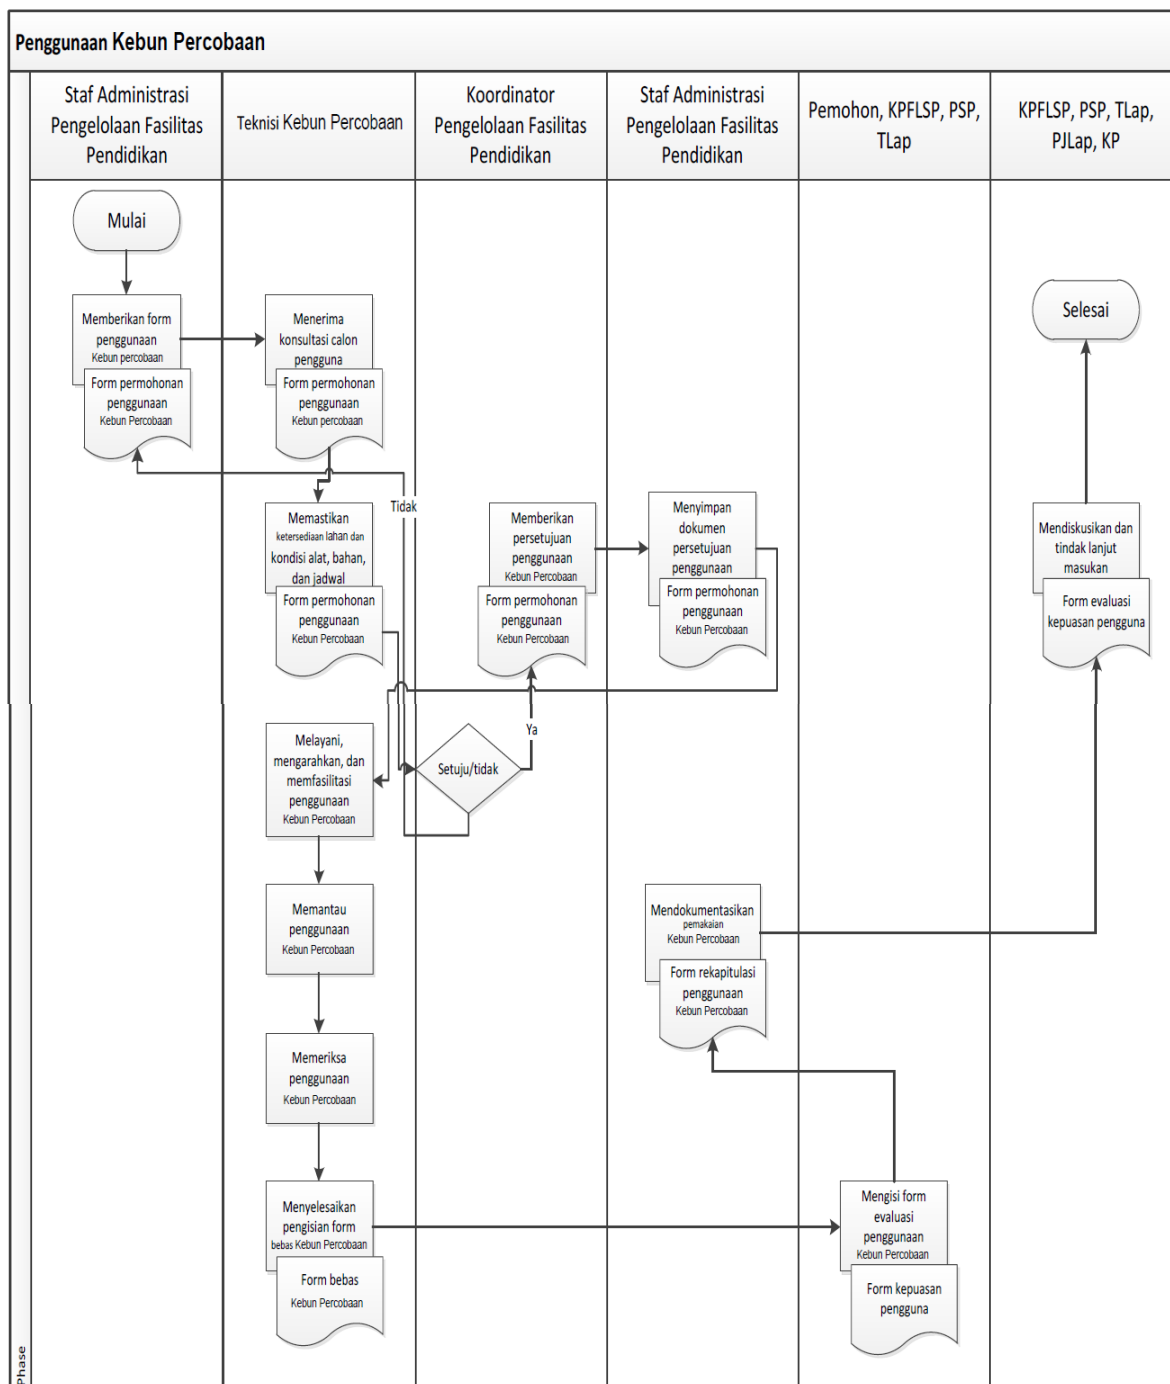 Penggunaan Kebun Percobaan
Staf Administrasi
Pengelolaan Fasilitas
Pendidikan
Teknisi Kebun Percobaan
Koordinator
Pengelolaan Fasilitas
Pendidikan
Staf Administrasi
Pengelolaan Fasilitas
Pendidikan
Pemohon, KPFLSP, PSP,
TLap
KPFLSP, PSP, TLap,
PJLap, KP
Mulai
Memberikan form
penggunaan
Kebun percobaan
Form permohonan
penggunaan
Kebun Percobaan
Menerima
konsultasi calon
pengguna
Form permohonan
penggunaan
Kebun percobaan
Selesai
Tidak
Memastikan
ketersediaan lahan dan
kondisi alat, bahan,
dan jadwal
Form permohonan
penggunaan
Kebun Percobaan
Memberikan
persetujuan
penggunaan
Kebun Percobaan
Form permohonan
penggunaan
Kebun Percobaan
Menyimpan
dokumen
persetujuan
penggunaan
Form permohonan
penggunaan
Kebun Percobaan
Mendiskusikan dan
tindak lanjut
masukan
Form evaluasi
kepuasan pengguna
Melayani,
mengarahkan, dan
memfasilitasi
penggunaan
Kebun Percobaan
Setuju/tidak
Ya
Memantau
penggunaan
Kebun Percobaan
Mendokumentasikan
pemakaian
Kebun Percobaan
Form rekapitulasi
penggunaan
Kebun Percobaan
Memeriksa
penggunaan
Kebun Percobaan
Menyelesaikan
pengisian form
bebas Kebun Percobaan
Form bebas
Kebun Percobaan
Mengisi form
evaluasi
penggunaan
Kebun Percobaan
Form kepuasan
pengguna
Phase